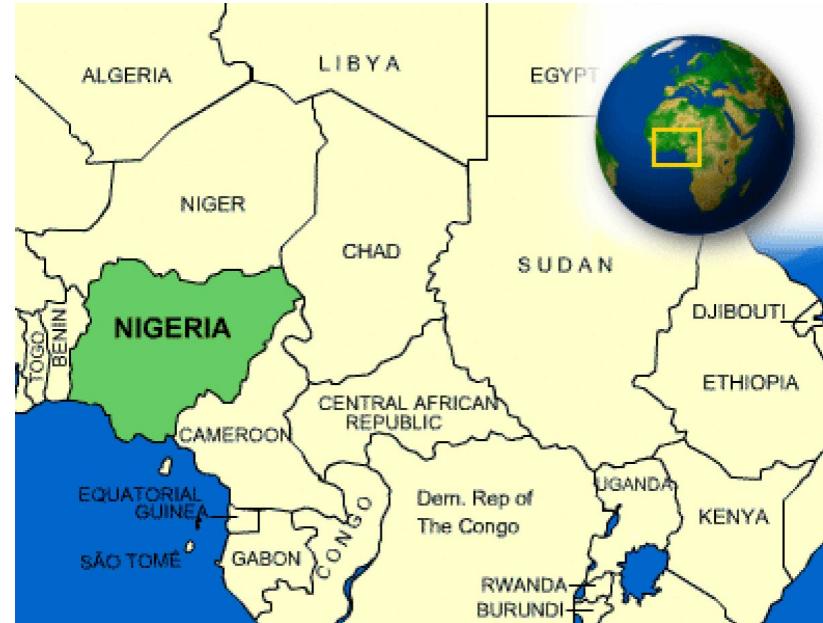 ALGERIA
LIBYA
EGYPT
NIGER
CHAD
SUDAN
NIGERIA
TOGO
BENIN
DJIBOUTI
ETHIOPIA
CENTRAL AFRICAN
REPUBLIC
CAMEROON
EQUATORIAL
GUINEA
SÃO TOMÉ
GABON
CONGO
Dem. Rep of
The Congo
UGANDA
KENYA
RWANDA
BURUNDI